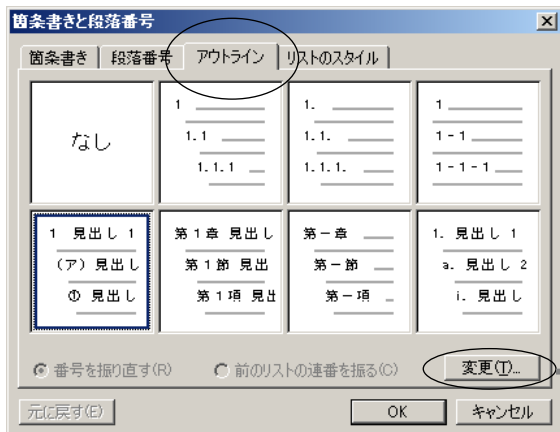 箇条書きと段落番号
箇条書き 段落番号 アウトライン リストのスタイル
なし
1
1.1
1.1.1
1.
1.1.
1.1.1.
1
1-1
1-1-1
1 見出し 1
(ア) 見出し
① 見出し
第1章 見出し
第1節 見出
第1項 見出
第一章
第一節
第一項
1. 見出し 1
a. 見出し 2
i. 見出し
番号を振り直す(R) 前のリストの連番を振る(C) 変更(T)...
元に戻す(E) OK キャンセル